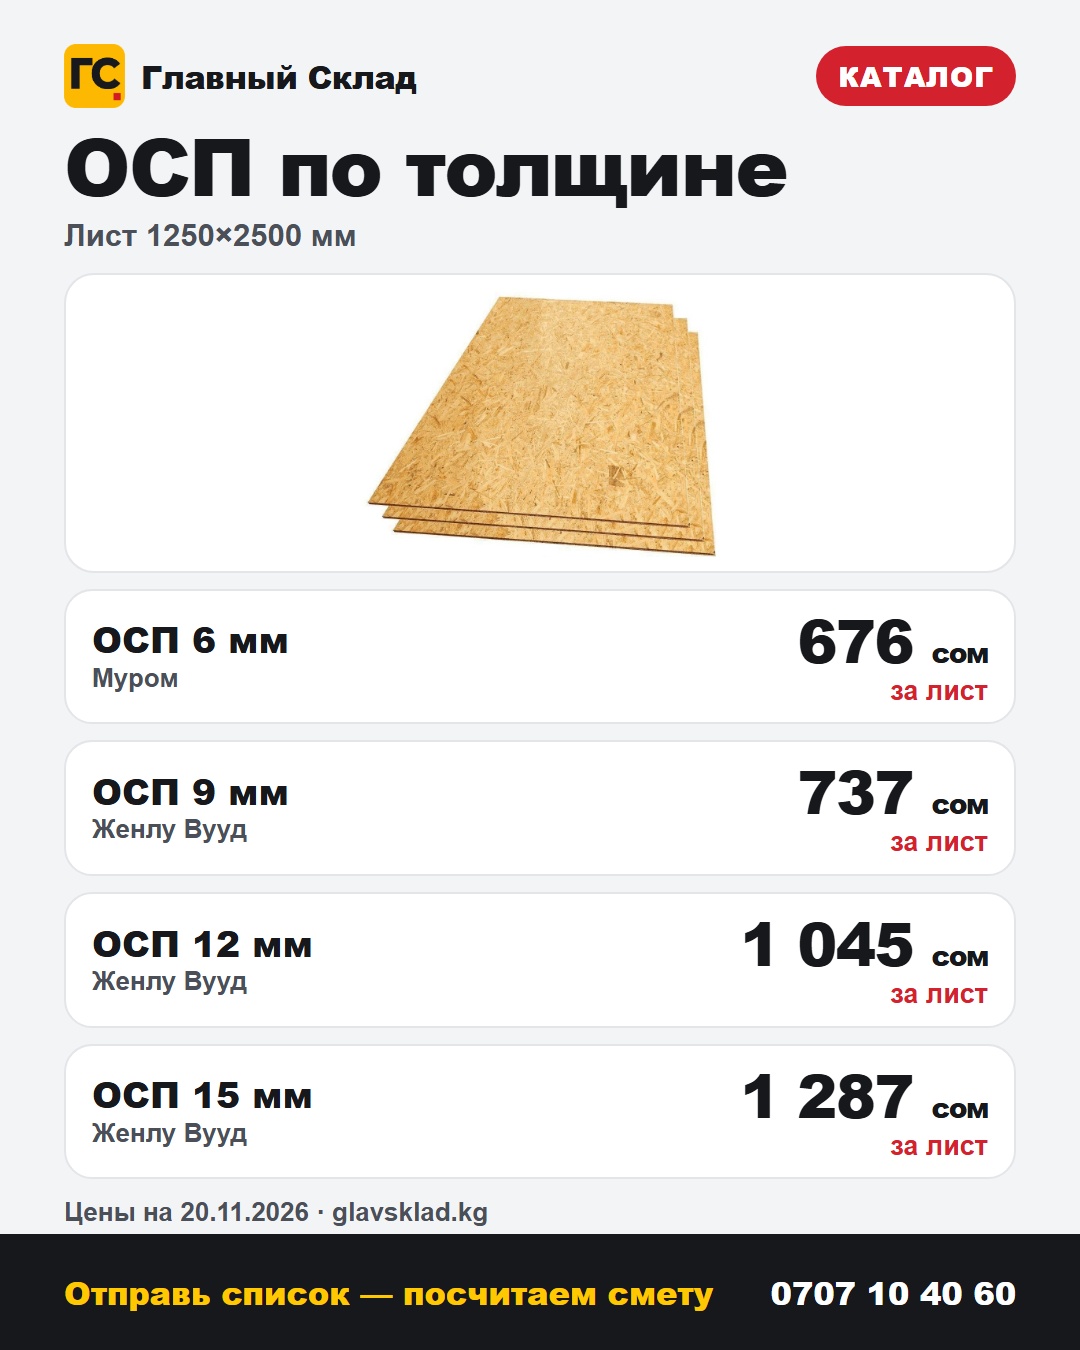 ГС Главный Склад
КАТАЛОГ
ОСП по толщине
Лист 1250×2500 мм
ОСП 6 мм
Муром
676 сом
за лист
ОСП 9 мм
Женлу Вууд
737 сом
за лист
ОСП 12 мм
Женлу Вууд
1 045 сом
за лист
ОСП 15 мм
Женлу Вууд
1 287 сом
за лист
Цены на 20.11.2026 · glavsklad.kg
Отправь список — посчитаем смету 0707 10 40 60